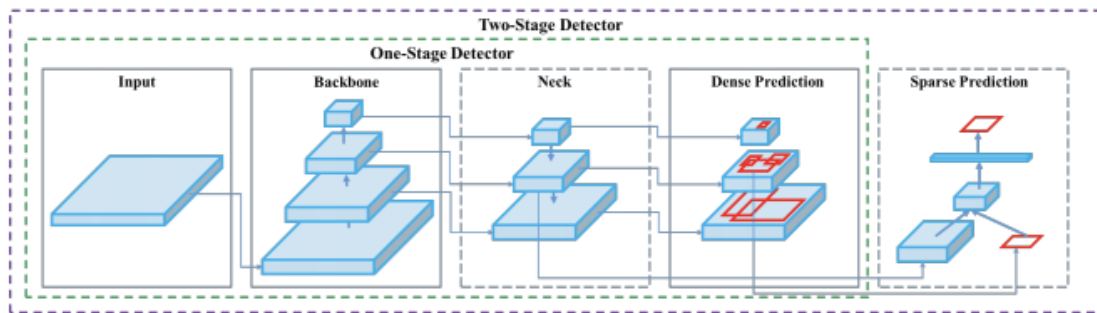 Two-Stage Detector
One-Stage Detector
Input
Backbone
Neck
Dense Prediction
Sparse Prediction